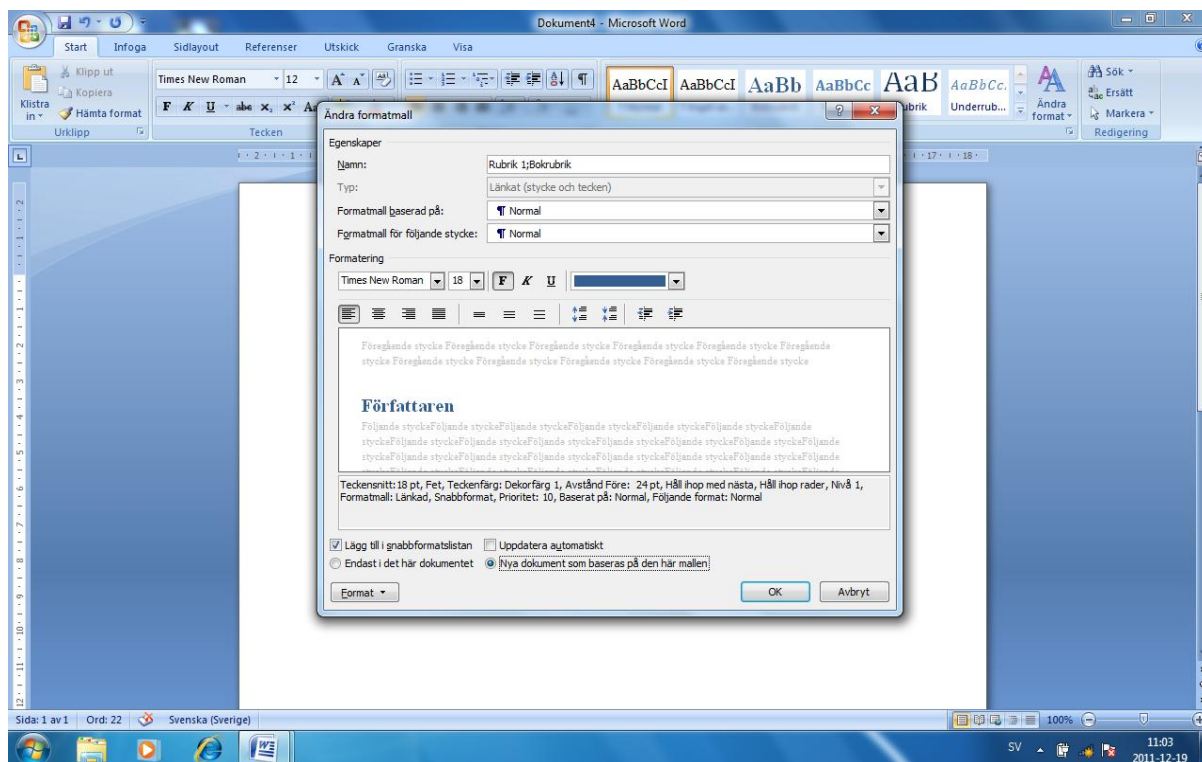 Dokument4 - Microsoft Word
Start Infoga Sidlayout Referenser Utskick Granska Visa
Klistra in
Klipp ut
Kopiera
Hämta format
Urklipp
Times New Roman 12
F K U abc x, x² Aa
Tecken
AaBbCcI AaBbCcI AaBb AaBbCc AaB AaBbCc.
Underrub...
Ändra format
Sök
Ersätt
Markera
Redigering
Ändra formatmall
Egenskaper
Namn: Rubrik 1;Bokrubrik
Typ: Länkat (stycke och tecken)
Formatmall baserad på: ¶ Normal
Formatmall för följande stycke: ¶ Normal
Formatering
Times New Roman 18 F K U
Föregående stycke Föregående stycke Föregående stycke Föregående stycke Föregående stycke Föregående
stycke Föregående stycke Föregående stycke Föregående stycke Föregående stycke Föregående stycke
Författaren
Följande styckeFöljande styckeFöljande styckeFöljande styckeFöljande styckeFöljande
styckeFöljande styckeFöljande styckeFöljande styckeFöljande styckeFöljande styckeFöljande
styckeFöljande styckeFöljande styckeFöljande styckeFöljande styckeFöljande styckeFöljande
Teckensnitt:18 pt, Fet, Teckenfärg: Dekorfärg 1, Avstånd Före: 24 pt, Håll ihop med nästa, Håll ihop rader, Nivå 1,
Formatmall: Länkad, Snabbformat, Prioritet: 10, Baserat på: Normal, Följande format: Normal
Lägg till i snabbformatslistan Uppdatera automatiskt
Endast i det här dokumentet Nya dokument som baseras på den här mallen
Format OK Avbryt
Sida: 1 av 1 Ord: 22 Svenska (Sverige) 100%
SV 11:03
2011-12-19